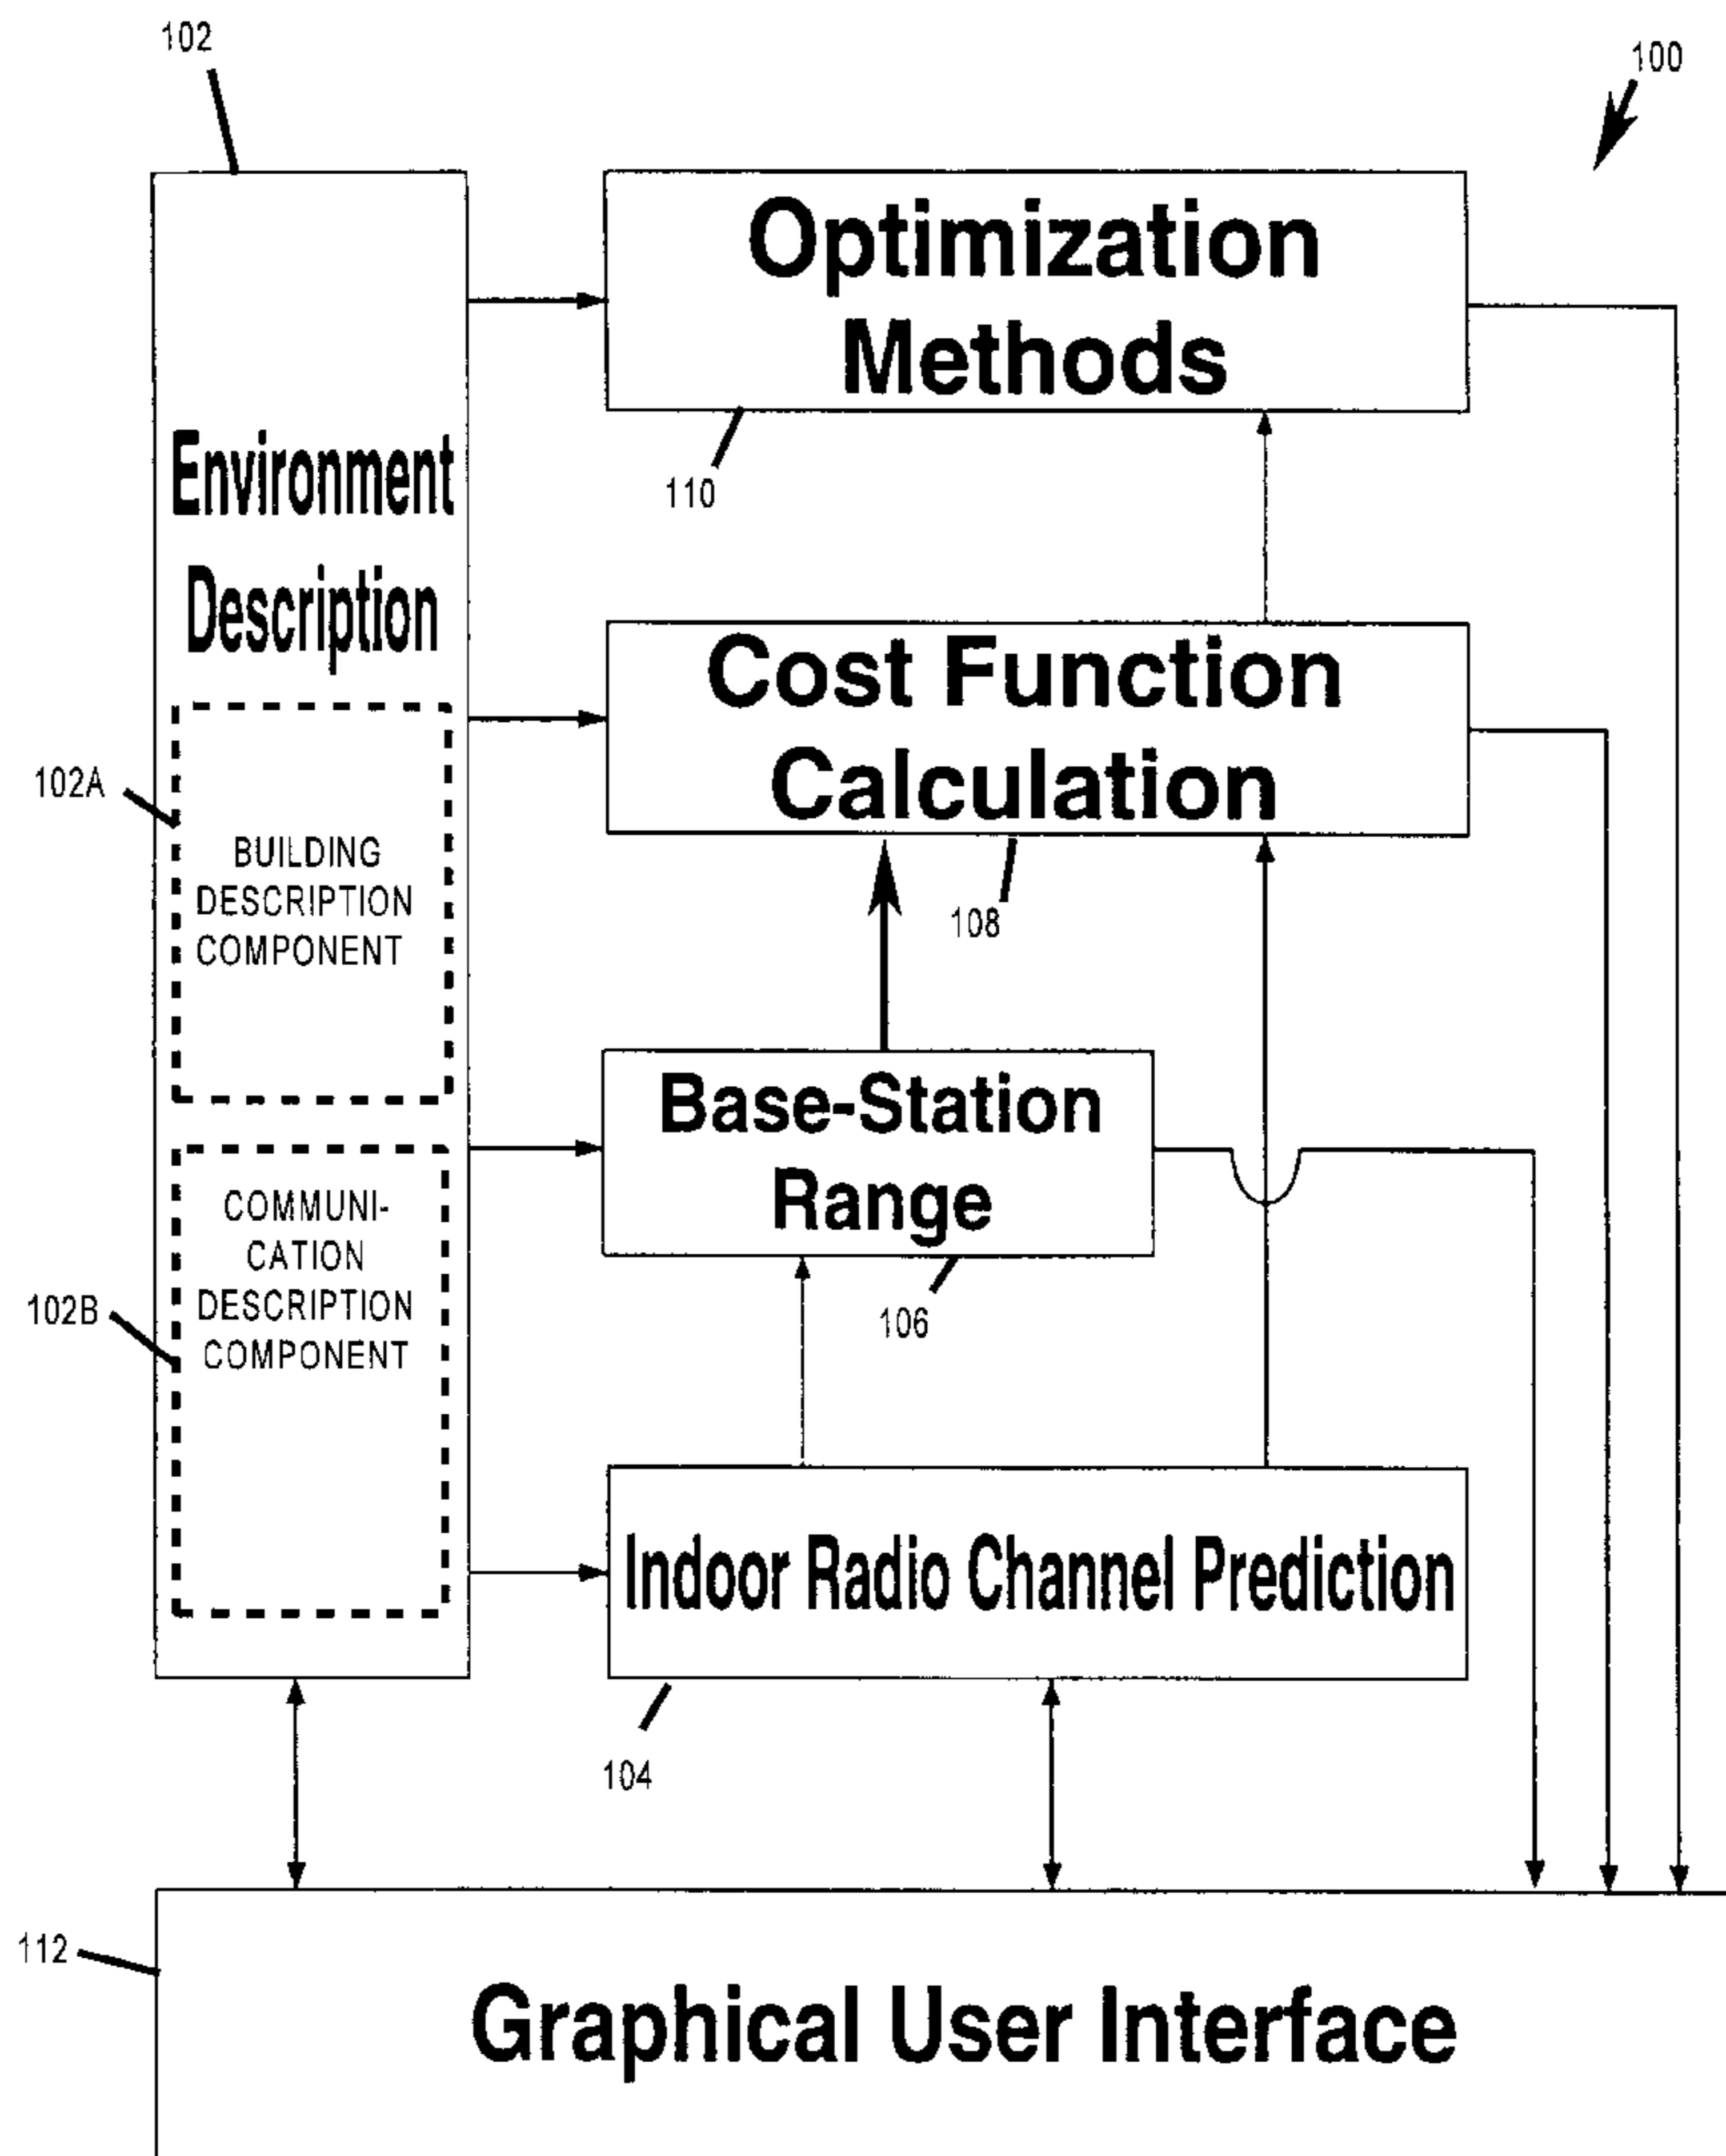 102
100
Optimization
Methods
110
Environment
Description
Cost Function
Calculation
108
102A
BUILDING
DESCRIPTION
COMPONENT
Base-Station
Range
106
102B
COMMUNI-
CATION
DESCRIPTION
COMPONENT
Indoor Radio Channel Prediction
104
112
Graphical User Interface